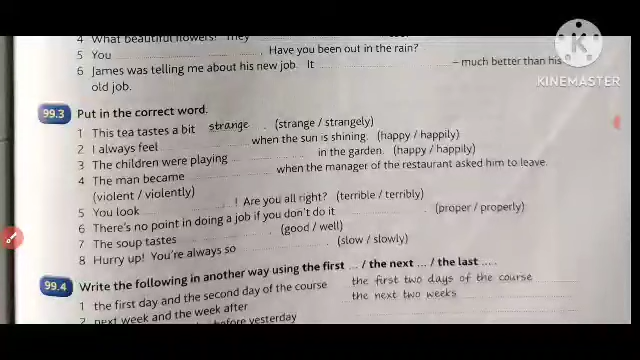 4 What beautiful flowers! They
5 You . Have you been out in the rain?
6 James was telling me about his new job. It – much better than his
old job.
K
KINEMASTER
99.3 Put in the correct word.
1 This tea tastes a bit strange . (strange / strangely)
2 I always feel when the sun is shining. (happy / happily)
3 The children were playing in the garden. (happy / happily)
4 The man became when the manager of the restaurant asked him to leave.
(violent / violently)
5 You look ! Are you all right? (terrible / terribly)
6 There's no point in doing a job if you don't do it . (proper / properly)
7 The soup tastes . (good / well)
8 Hurry up! You're always so . (slow / slowly)
99.4 Write the following in another way using the first ... / the next ... / the last ....
1 the first day and the second day of the course the first two days of the course
2 next week and the week after the next two weeks
before yesterday